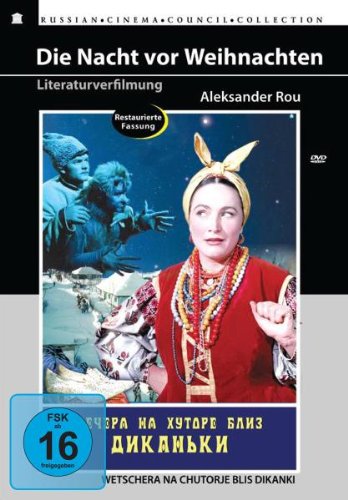 RUSSIAN•CINEMA•COUNCIL•COLLECTION
Die Nacht vor Weihnachten
Literaturverfilmung
Aleksander Rou
Restaurierte
Fassung
DVD
ЕЧЕРА НА ХУТОРЕ БЛИЗ
ДИКАНЬКИ
FSK
ab
16
freigegeben
WETSCHERA NA CHUTORJE BLIS DIKANKI